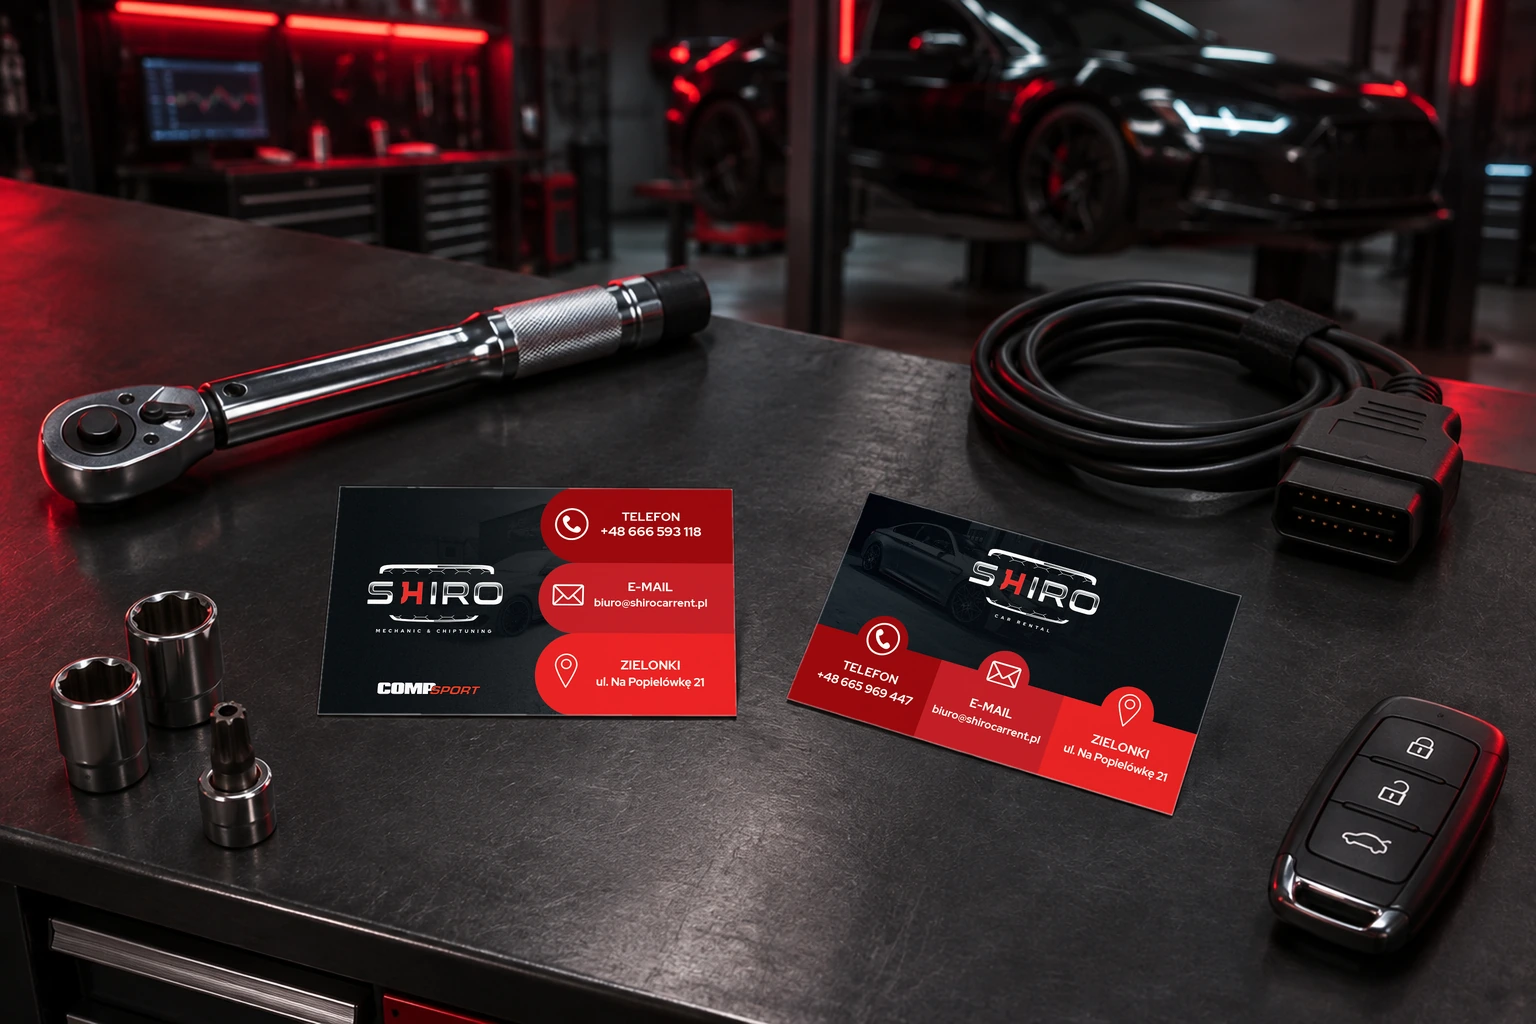 TELEFON
+48 666 593 118
E-MAIL
biuro@shirocarrent.pl
ZIELONKI
ul. Na Popielówkę 21
SHIRO
MECHANIC & CHIPTUNING
COMPSPORT
SHIRO
CAR RENTAL
TELEFON
+48 665 969 447
E-MAIL
biuro@shirocarrent.pl
ZIELONKI
ul. Na Popielówkę 21